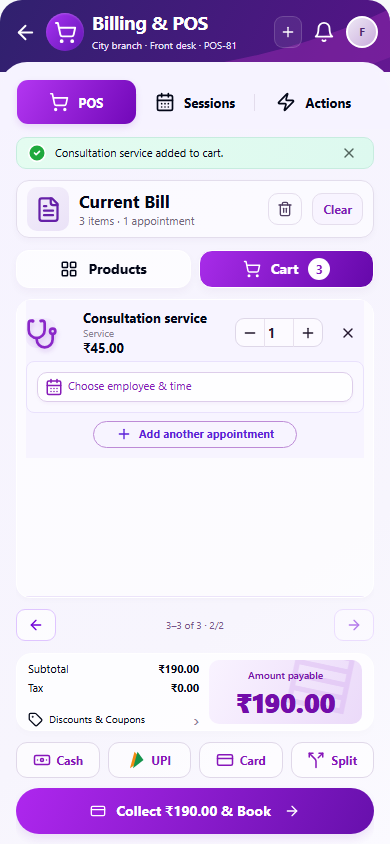 Billing & POS
City branch · Front desk · POS-81
F
POS
Sessions
Actions
Consultation service added to cart.
Current Bill
3 items · 1 appointment
Clear
Products
Cart 3
Consultation service
Service
₹45.00
1
Choose employee & time
Add another appointment
3–3 of 3 · 2/2
Subtotal ₹190.00
Tax ₹0.00
Discounts & Coupons
Amount payable
₹190.00
Cash
UPI
Card
Split
Collect ₹190.00 & Book